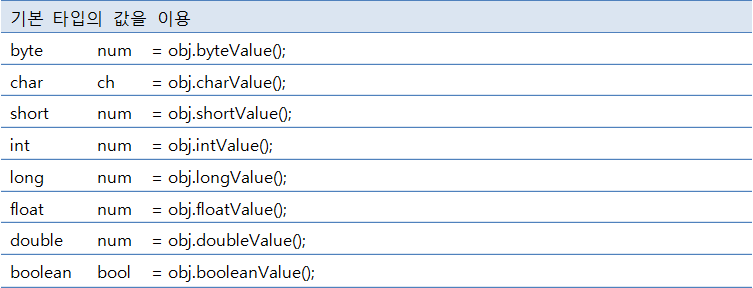 기본 타입의 값을 이용
byte num = obj.byteValue();
char ch = obj.charValue();
short num = obj.shortValue();
int num = obj.intValue();
long num = obj.longValue();
float num = obj.floatValue();
double num = obj.doubleValue();
boolean bool = obj.booleanValue();